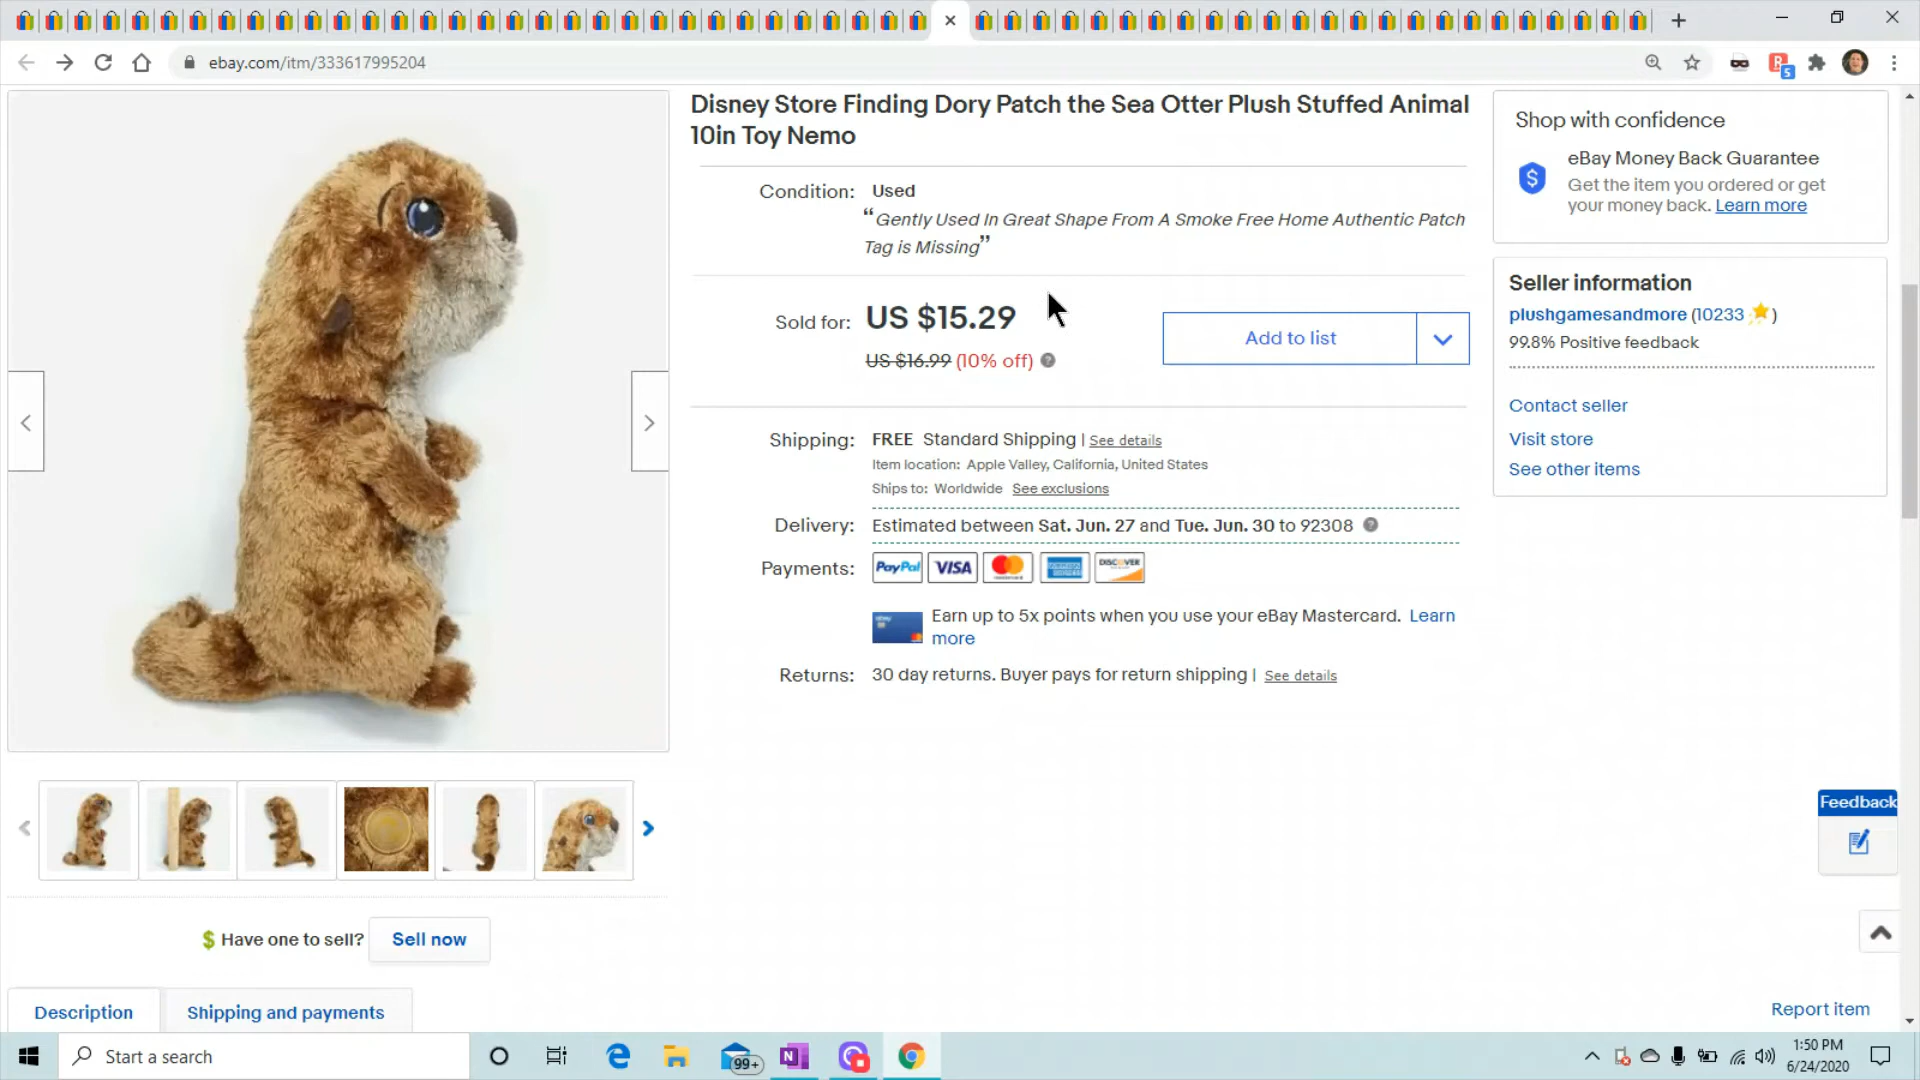 ebay.com/itm/333617995204
5
Disney Store Finding Dory Patch the Sea Otter Plush Stuffed Animal
10in Toy Nemo
Condition: Used
“Gently Used In Great Shape From A Smoke Free Home Authentic Patch
Tag is Missing”
Sold for: US $15.29
US $16.99 (10% off)
Add to list
Shipping: FREE Standard Shipping | See details
Item location: Apple Valley, California, United States
Ships to: Worldwide See exclusions
Delivery: Estimated between Sat. Jun. 27 and Tue. Jun. 30 to 92308
Payments: PayPal VISA DISCOVER
Earn up to 5x points when you use your eBay Mastercard. Learn
more
Returns: 30 day returns. Buyer pays for return shipping | See details
Shop with confidence
eBay Money Back Guarantee
Get the item you ordered or get
your money back. Learn more
Seller information
plushgamesandmore (10233)
99.8% Positive feedback
Contact seller
Visit store
See other items
Feedback
Have one to sell? Sell now
Description
Shipping and payments
Report item
Start a search
99+
1:50 PM
6/24/2020